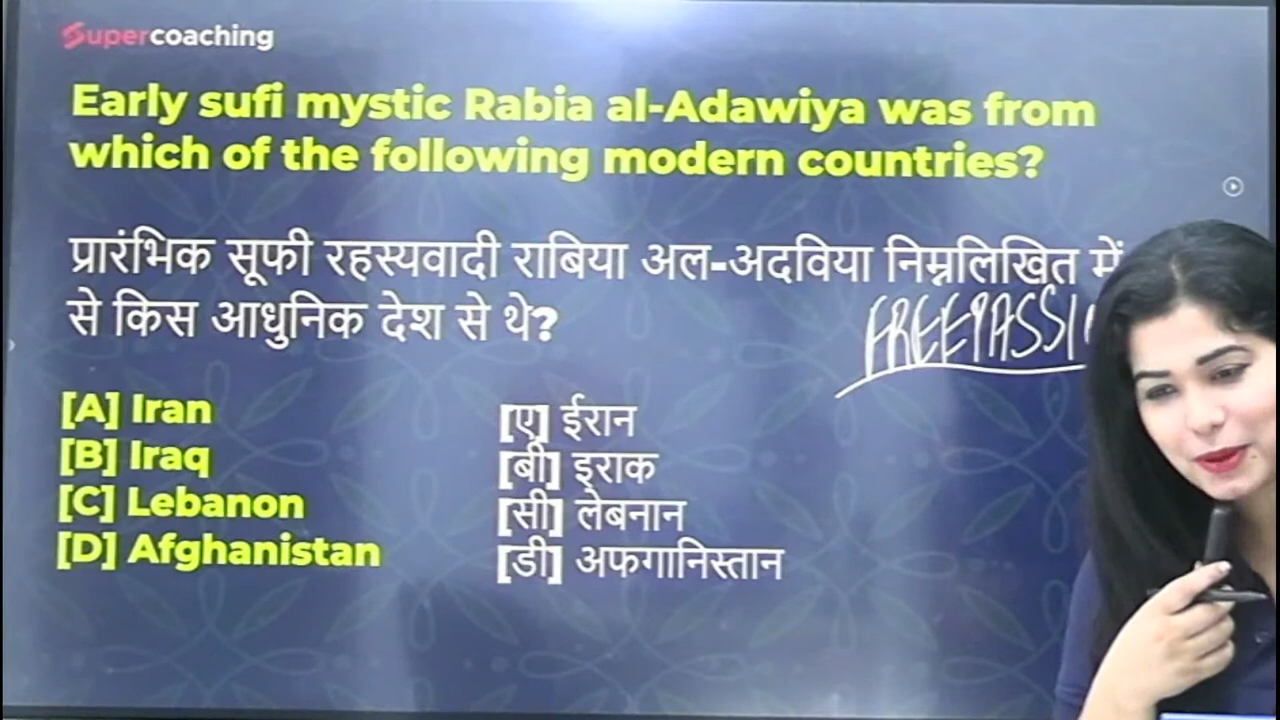 Supercoaching
Early sufi mystic Rabia al-Adawiya was from
which of the following modern countries?
प्रारंभिक सूफी रहस्यवादी राबिया अल-अदविया निम्नलिखित में
से किस आधुनिक देश से थे?
[A] Iran
[B] Iraq
[C] Lebanon
[D] Afghanistan
[ए] ईरान
[बी] इराक
[सी] लेबनान
[डी] अफगानिस्तान